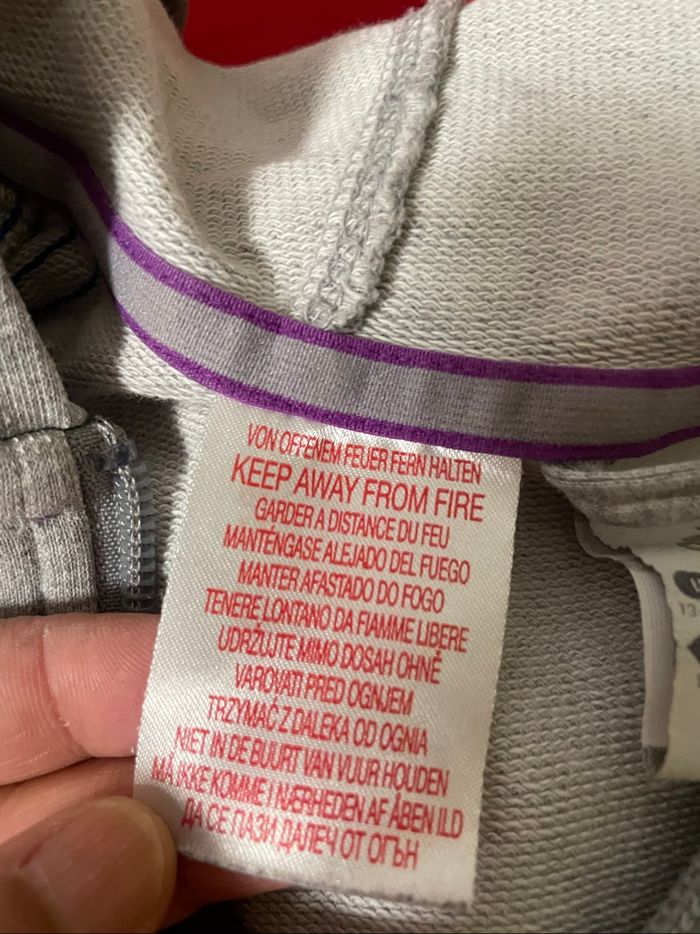 VON OFFENEM FEUER FERN HALTEN
KEEP AWAY FROM FIRE
GARDER A DISTANCE DU FEU
MANTÉNGASE ALEJADO DEL FUEGO
MANTER AFASTADO DO FOGO
TENERE LONTANO DA FIAMME LIBERE
UDRŽUJTE MIMO DOSAH OHNĚ
VAROVATI PRED OGNJEM
TRZYMAĆ Z DALEKA OD OGNIA
NIET IN DE BUURT VAN VUUR HOUDEN
MÅ IKKE KOMME I NÆRHEDEN AF ÅBEN ILD
ДА СЕ ПАЗИ ДАЛЕЧ ОТ ОГЪН